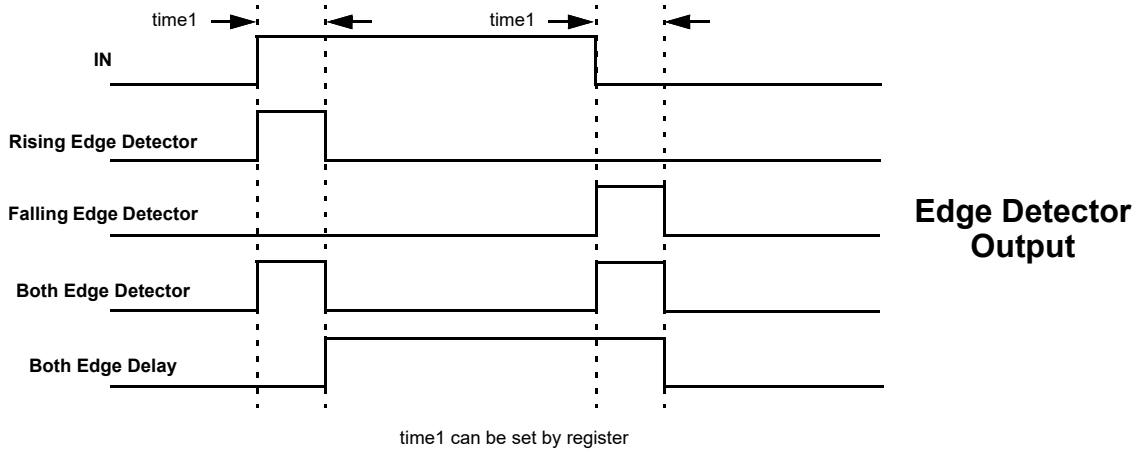 time1
time1
IN
Rising Edge Detector
Falling Edge Detector
Edge Detector
Output
Both Edge Detector
Both Edge Delay
time1 can be set by register